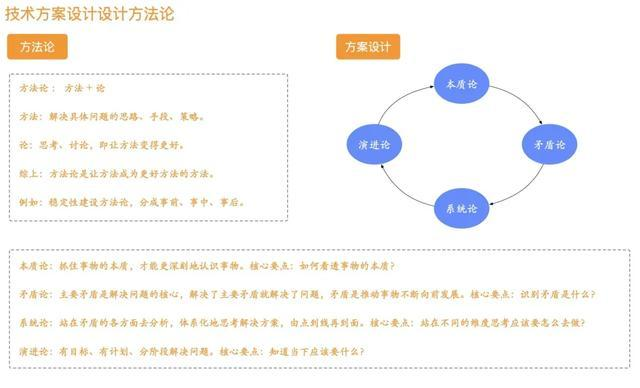 技术方案设计设计方法论
方法论
方法论： 方法 + 论
方法：解决具体问题的思路、手段、策略。
论：思考、讨论，即让方法变得更好。
综上：方法论是让方法成为更好方法的方法。
例如：稳定性建设方法论，分成事前、事中、事后。
方案设计
本质论
矛盾论
系统论
演进论
本质论：抓住事物的本质，才能更深刻地认识事物。核心要点：如何看透事物的本质?
矛盾论：主要矛盾是解决问题的核心，解决了主要矛盾就解决了问题，矛盾是推动事物不断向前发展。核心要点：识别矛盾是什么?
系统论：站在矛盾的各方面去分析，体系化地思考解决方案，由点到线再到面。核心要点：站在不同的维度思考应该要怎么去做?
演进论：有目标、有计划、分阶段解决问题。核心要点：知道当下应该要什么?